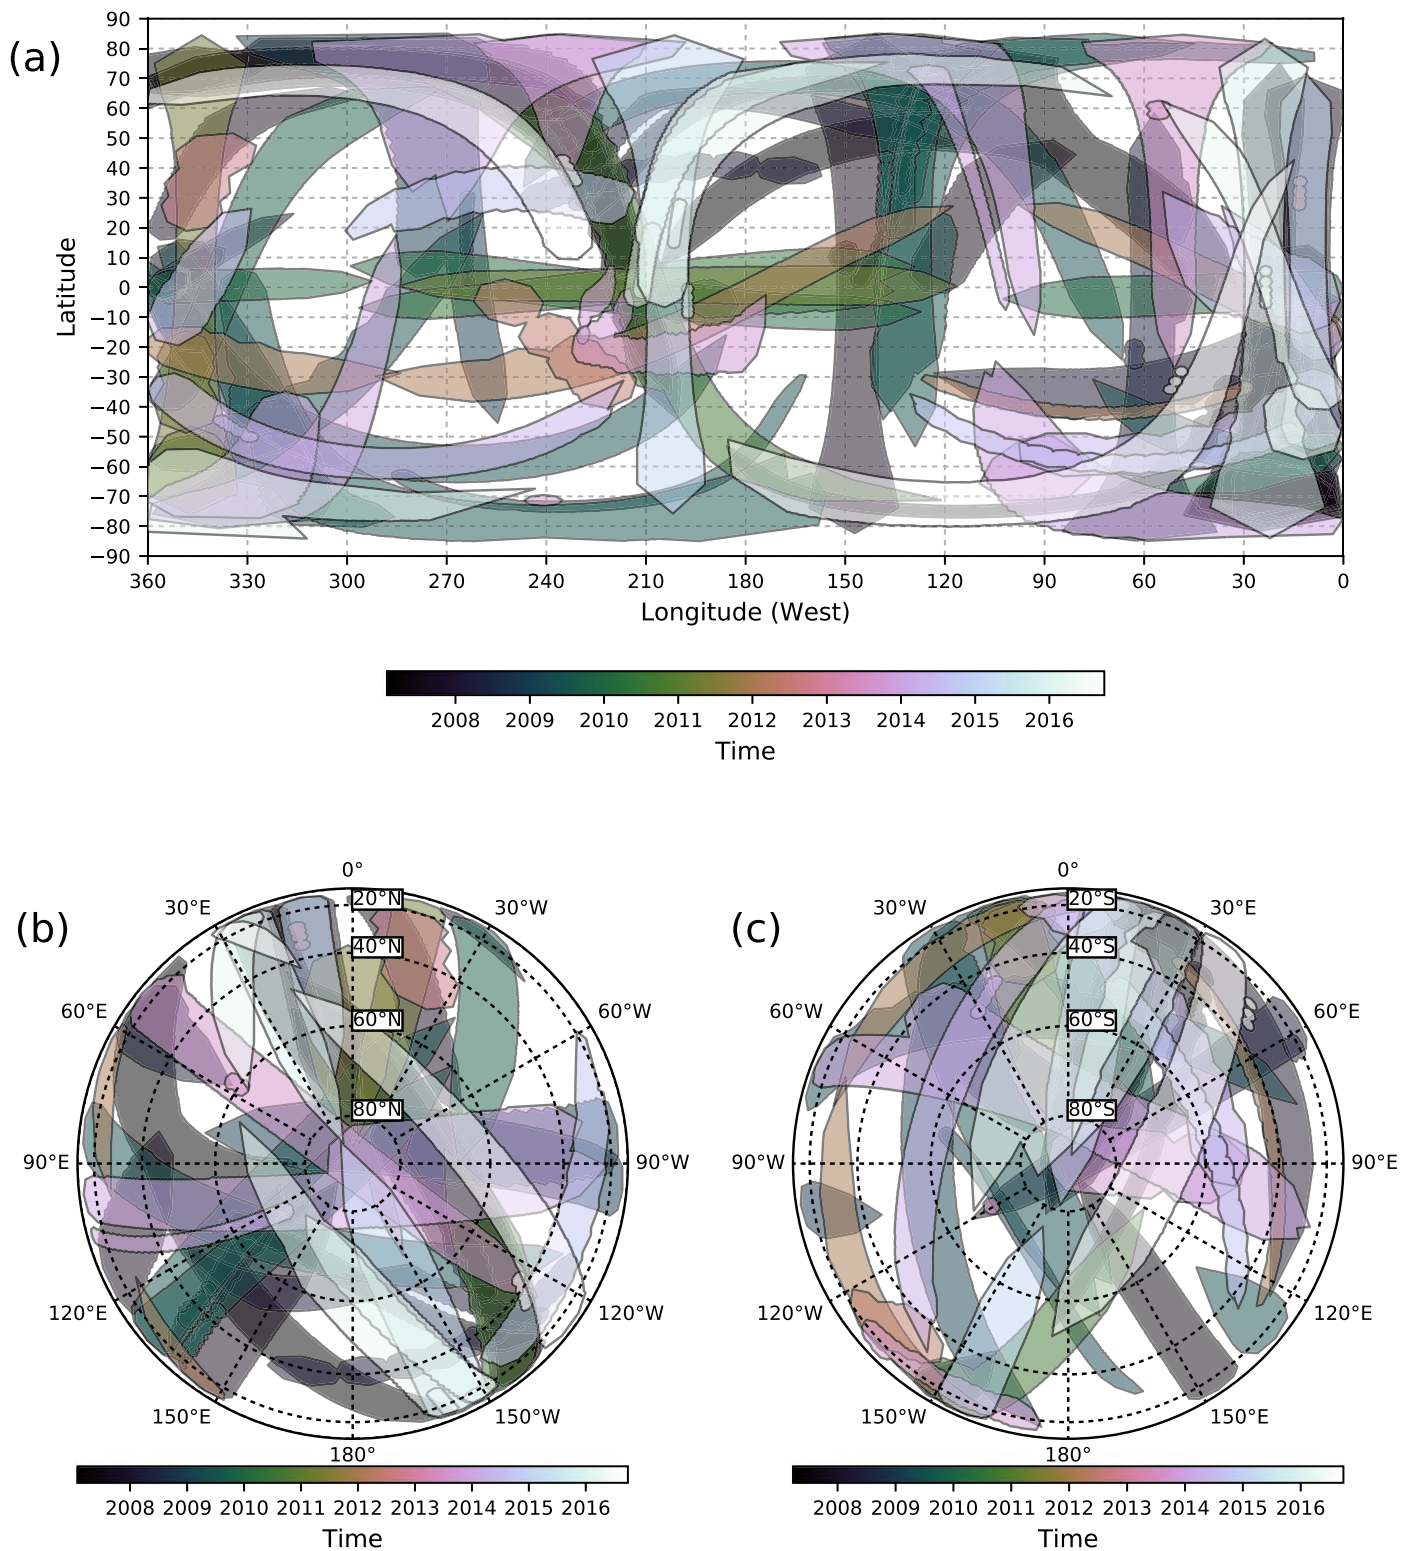 (a)
90
80
70
60
50
40
30
20
10
0
−10
−20
−30
−40
−50
−60
−70
−80
−90
Latitude
360 330 300 270 240 210 180 150 120 90 60 30 0
Longitude (West)
2008 2009 2010 2011 2012 2013 2014 2015 2016
Time
(b)
0°
30°E 20°N 30°W
40°N
60°E 60°N 60°W
80°N
90°E 90°W
120°E 120°W
150°E 150°W
180°
2008 2009 2010 2011 2012 2013 2014 2015 2016
Time
(c)
0°
30°W 20°S 30°E
40°S
60°W 60°S 60°E
80°S
90°W 90°E
120°W 120°E
150°W 150°E
180°
2008 2009 2010 2011 2012 2013 2014 2015 2016
Time